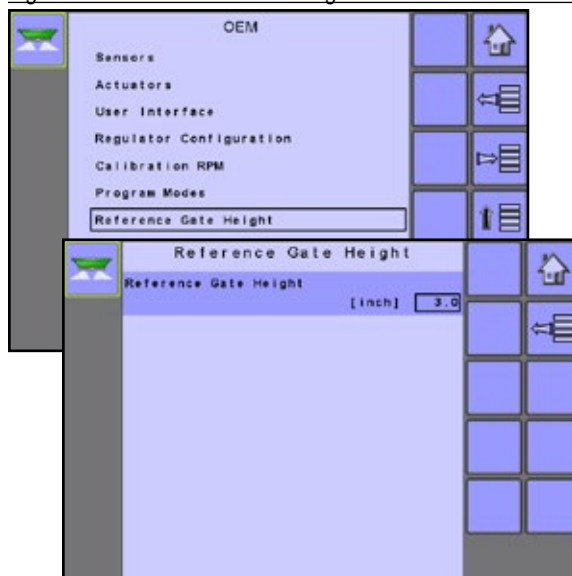 OEM
Sensors
Actuators
User Interface
Regulator Configuration
Calibration RPM
Program Modes
Reference Gate Height
Reference Gate Height
Reference Gate Height
[inch] 3.0